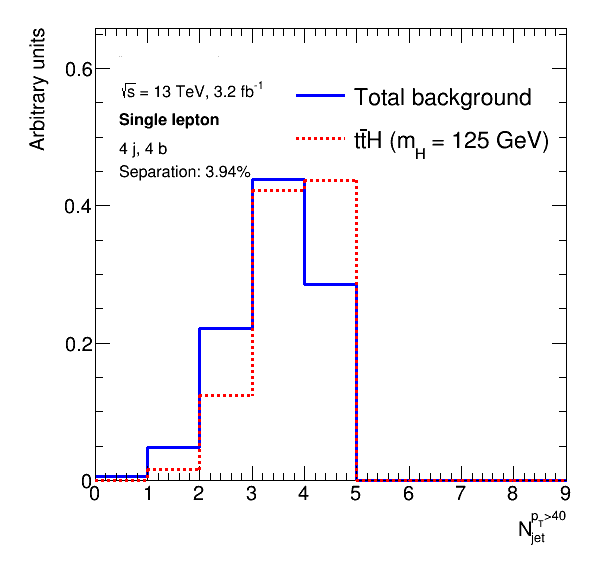 Arbitrary units
0.6
0.4
0.2
0
√s = 13 TeV, 3.2 fb⁻¹
Single lepton
4 j, 4 b
Separation: 3.94%
Total background
tt̄H (m_H = 125 GeV)
0 1 2 3 4 5 6 7 8 9
N_jet^{p_T>40}